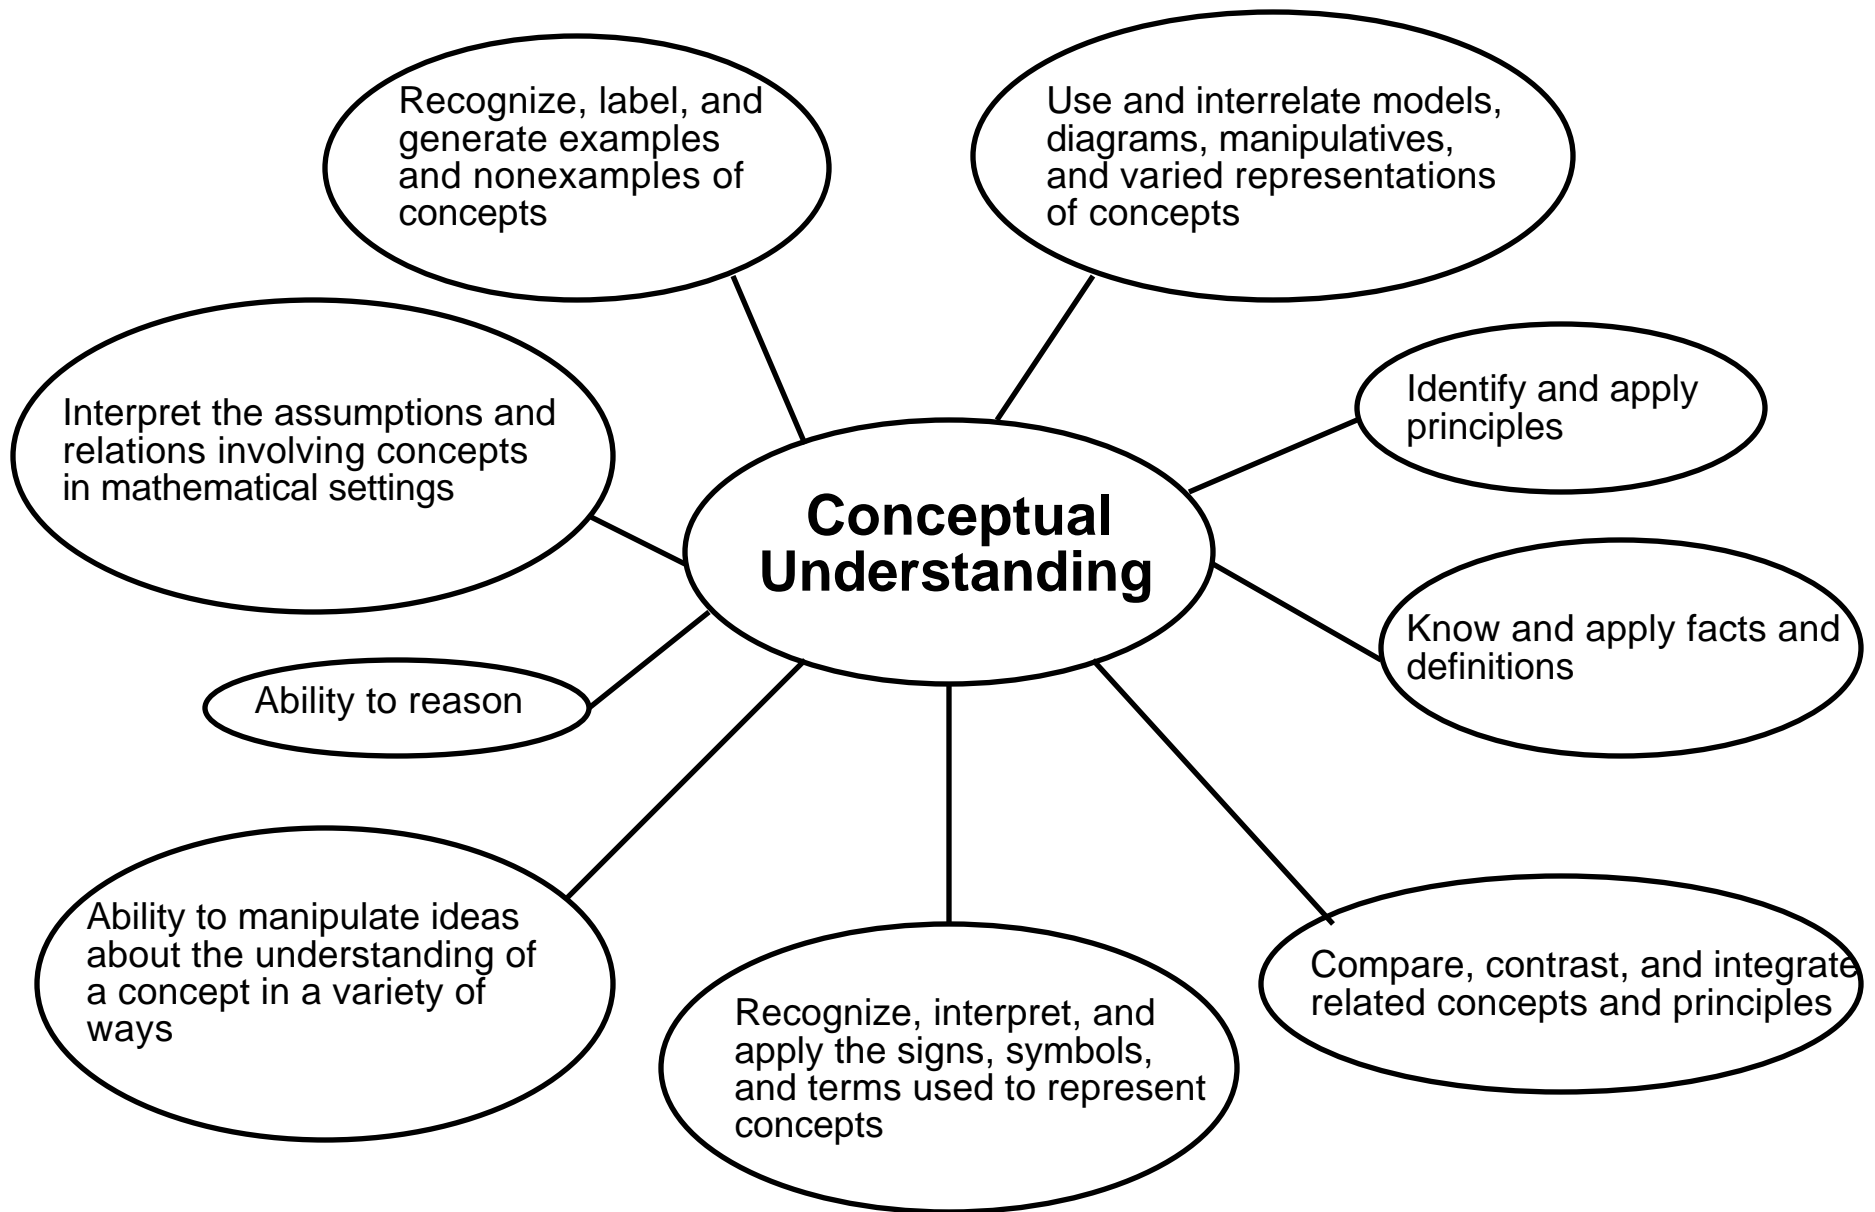 Recognize, label, and
generate examples
and nonexamples of
concepts
Use and interrelate models,
diagrams, manipulatives,
and varied representations
of concepts
Identify and apply
principles
Interpret the assumptions and
relations involving concepts
in mathematical settings
Conceptual
Understanding
Know and apply facts and
definitions
Ability to reason
Ability to manipulate ideas
about the understanding of
a concept in a variety of
ways
Recognize, interpret, and
apply the signs, symbols,
and terms used to represent
concepts
Compare, contrast, and integrate
related concepts and principles